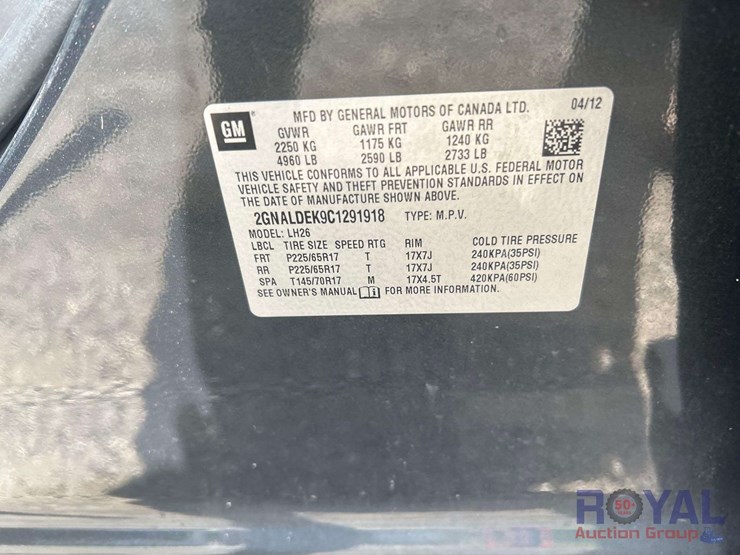 GM
MFD BY GENERAL MOTORS OF CANADA LTD. 04/12
GVWR GAWR FRT GAWR RR
2250 KG 1175 KG 1240 KG
4960 LB 2590 LB 2733 LB
THIS VEHICLE CONFORMS TO ALL APPLICABLE U.S. FEDERAL MOTOR
VEHICLE SAFETY AND THEFT PREVENTION STANDARDS IN EFFECT ON
THE DATE OF MANUFACTURE SHOWN ABOVE.
2GNALDEK9C1291918 TYPE: M.P.V.
MODEL: LH26
LBCL TIRE SIZE SPEED RTG RIM COLD TIRE PRESSURE
FRT P225/65R17 T 17X7J 240KPA(35PSI)
RR P225/65R17 T 17X7J 240KPA(35PSI)
SPA T145/70R17 M 17X4.5T 420KPA(60PSI)
SEE OWNER'S MANUAL FOR MORE INFORMATION.
ROYAL
50
Auction Group